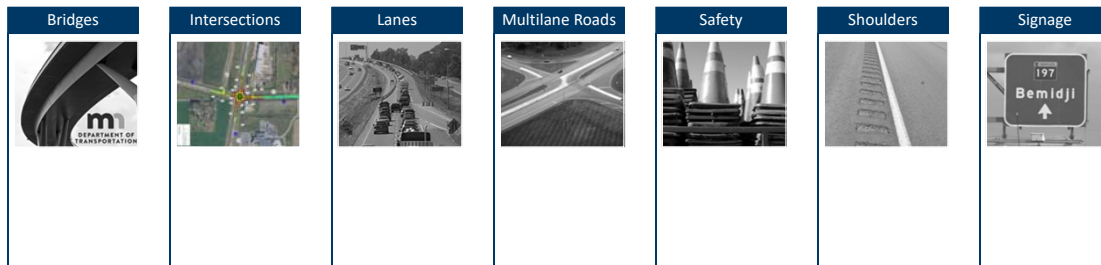 Bridges
Intersections
Lanes
Multilane Roads
Safety
Shoulders
Signage
DEPARTMENT OF
TRANSPORTATION
197
Bemidji